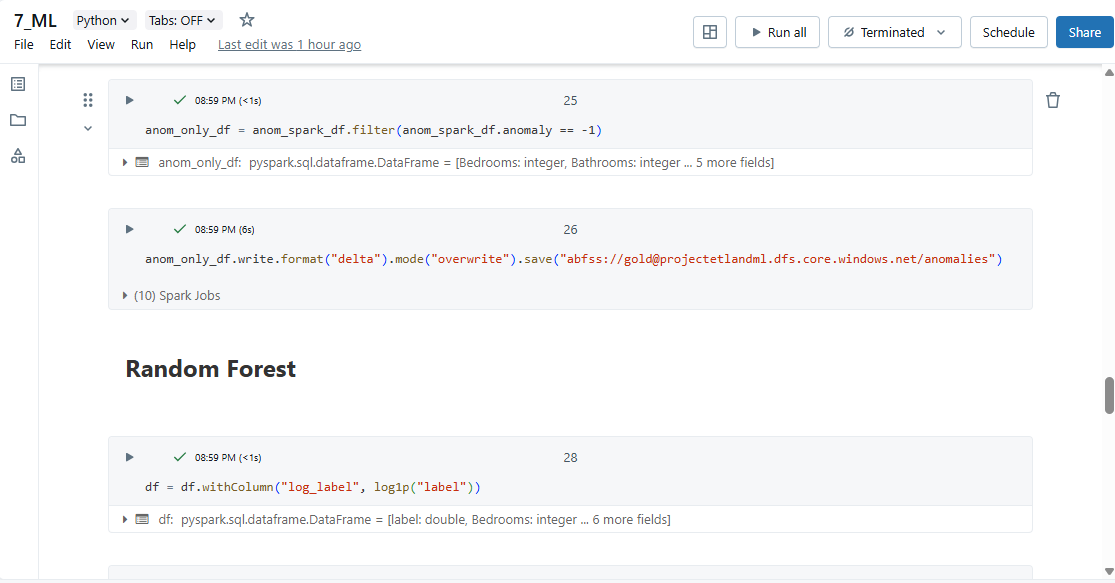 7_ML Python Tabs: OFF
File Edit View Run Help Last edit was 1 hour ago
Run all Terminated Schedule Share
08:59 PM (<1s) 25
anom_only_df = anom_spark_df.filter(anom_spark_df.anomaly == -1)
anom_only_df: pyspark.sql.dataframe.DataFrame = [Bedrooms: integer, Bathrooms: integer ... 5 more fields]
08:59 PM (6s) 26
anom_only_df.write.format("delta").mode("overwrite").save("abfss://gold@projectetlandml.dfs.core.windows.net/anomalies")
(10) Spark Jobs
Random Forest
08:59 PM (<1s) 28
df = df.withColumn("log_label", log1p("label"))
df: pyspark.sql.dataframe.DataFrame = [label: double, Bedrooms: integer ... 6 more fields]